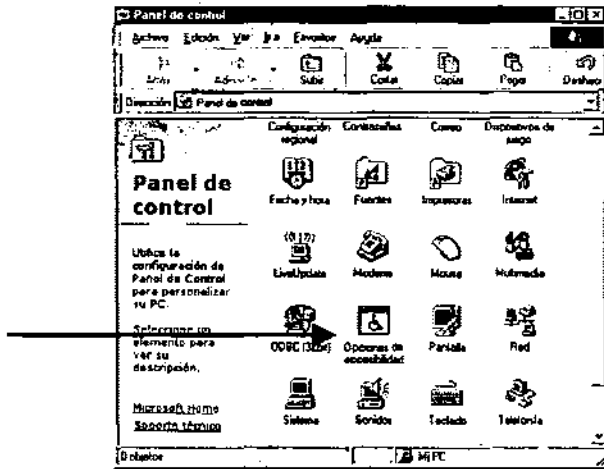 Panel de control
Archivo Edición Ver Ir a Favoritos Ayuda
Atrás Adelante Subir Cortar Copiar Pegar Deshacer
Dirección Panel de control
Configuración regional
Contraseñas
Correo
Dispositivos de juego
Panel de control
Fecha y hora
Fuentes
Impresoras
Internet
Utilice la
configuración de
Panel de Control
para personalizar
su PC.
LiveUpdate
Modems
Mouse
Multimedia
Seleccione un
elemento para
ver su
descripción.
ODBC (32bit)
Opciones de
accesibilidad
Pantalla
Red
Microsoft Home
Soporte técnico
Sistema
Sonidos
Teclado
Telefonía
Mi PC